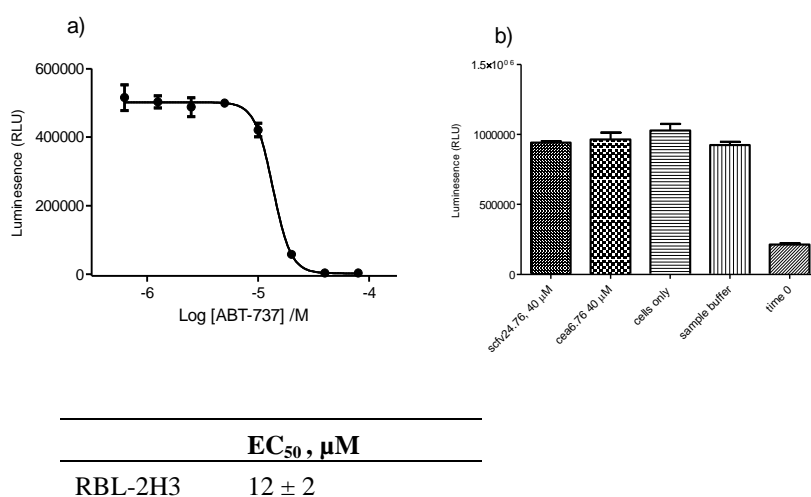 a)
600000
400000
200000
0
Luminesence (RLU)
-6
-5
-4
Log [ABT-737] /M
b)
1.5×10⁰⁶
1000000
500000
0
Luminesence (RLU)
scfv24.76, 40 µM
cea6.76 40 µM
cells only
sample buffer
time 0
EC₅₀ , µM
RBL-2H3 12 ± 2